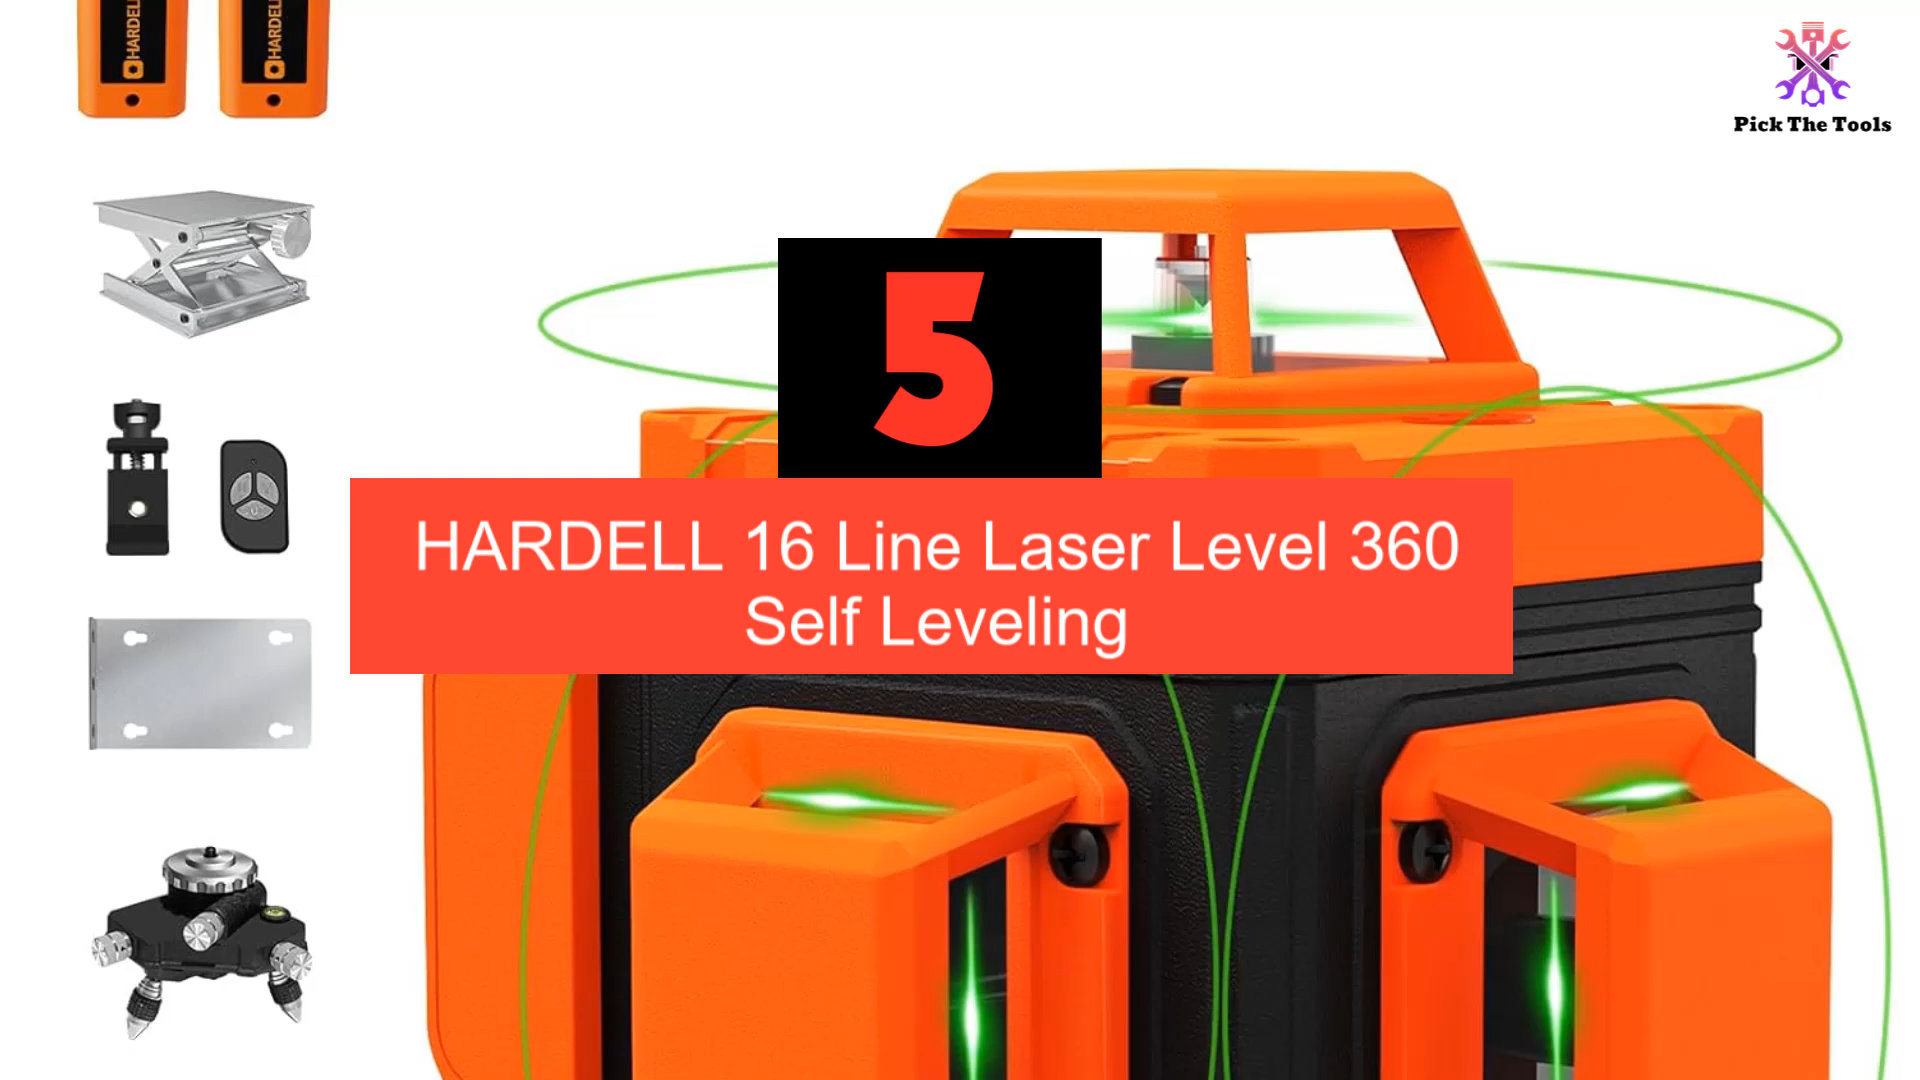 HARDELL
HARDELL
Pick The Tools
5
HARDELL 16 Line Laser Level 360
Self Leveling